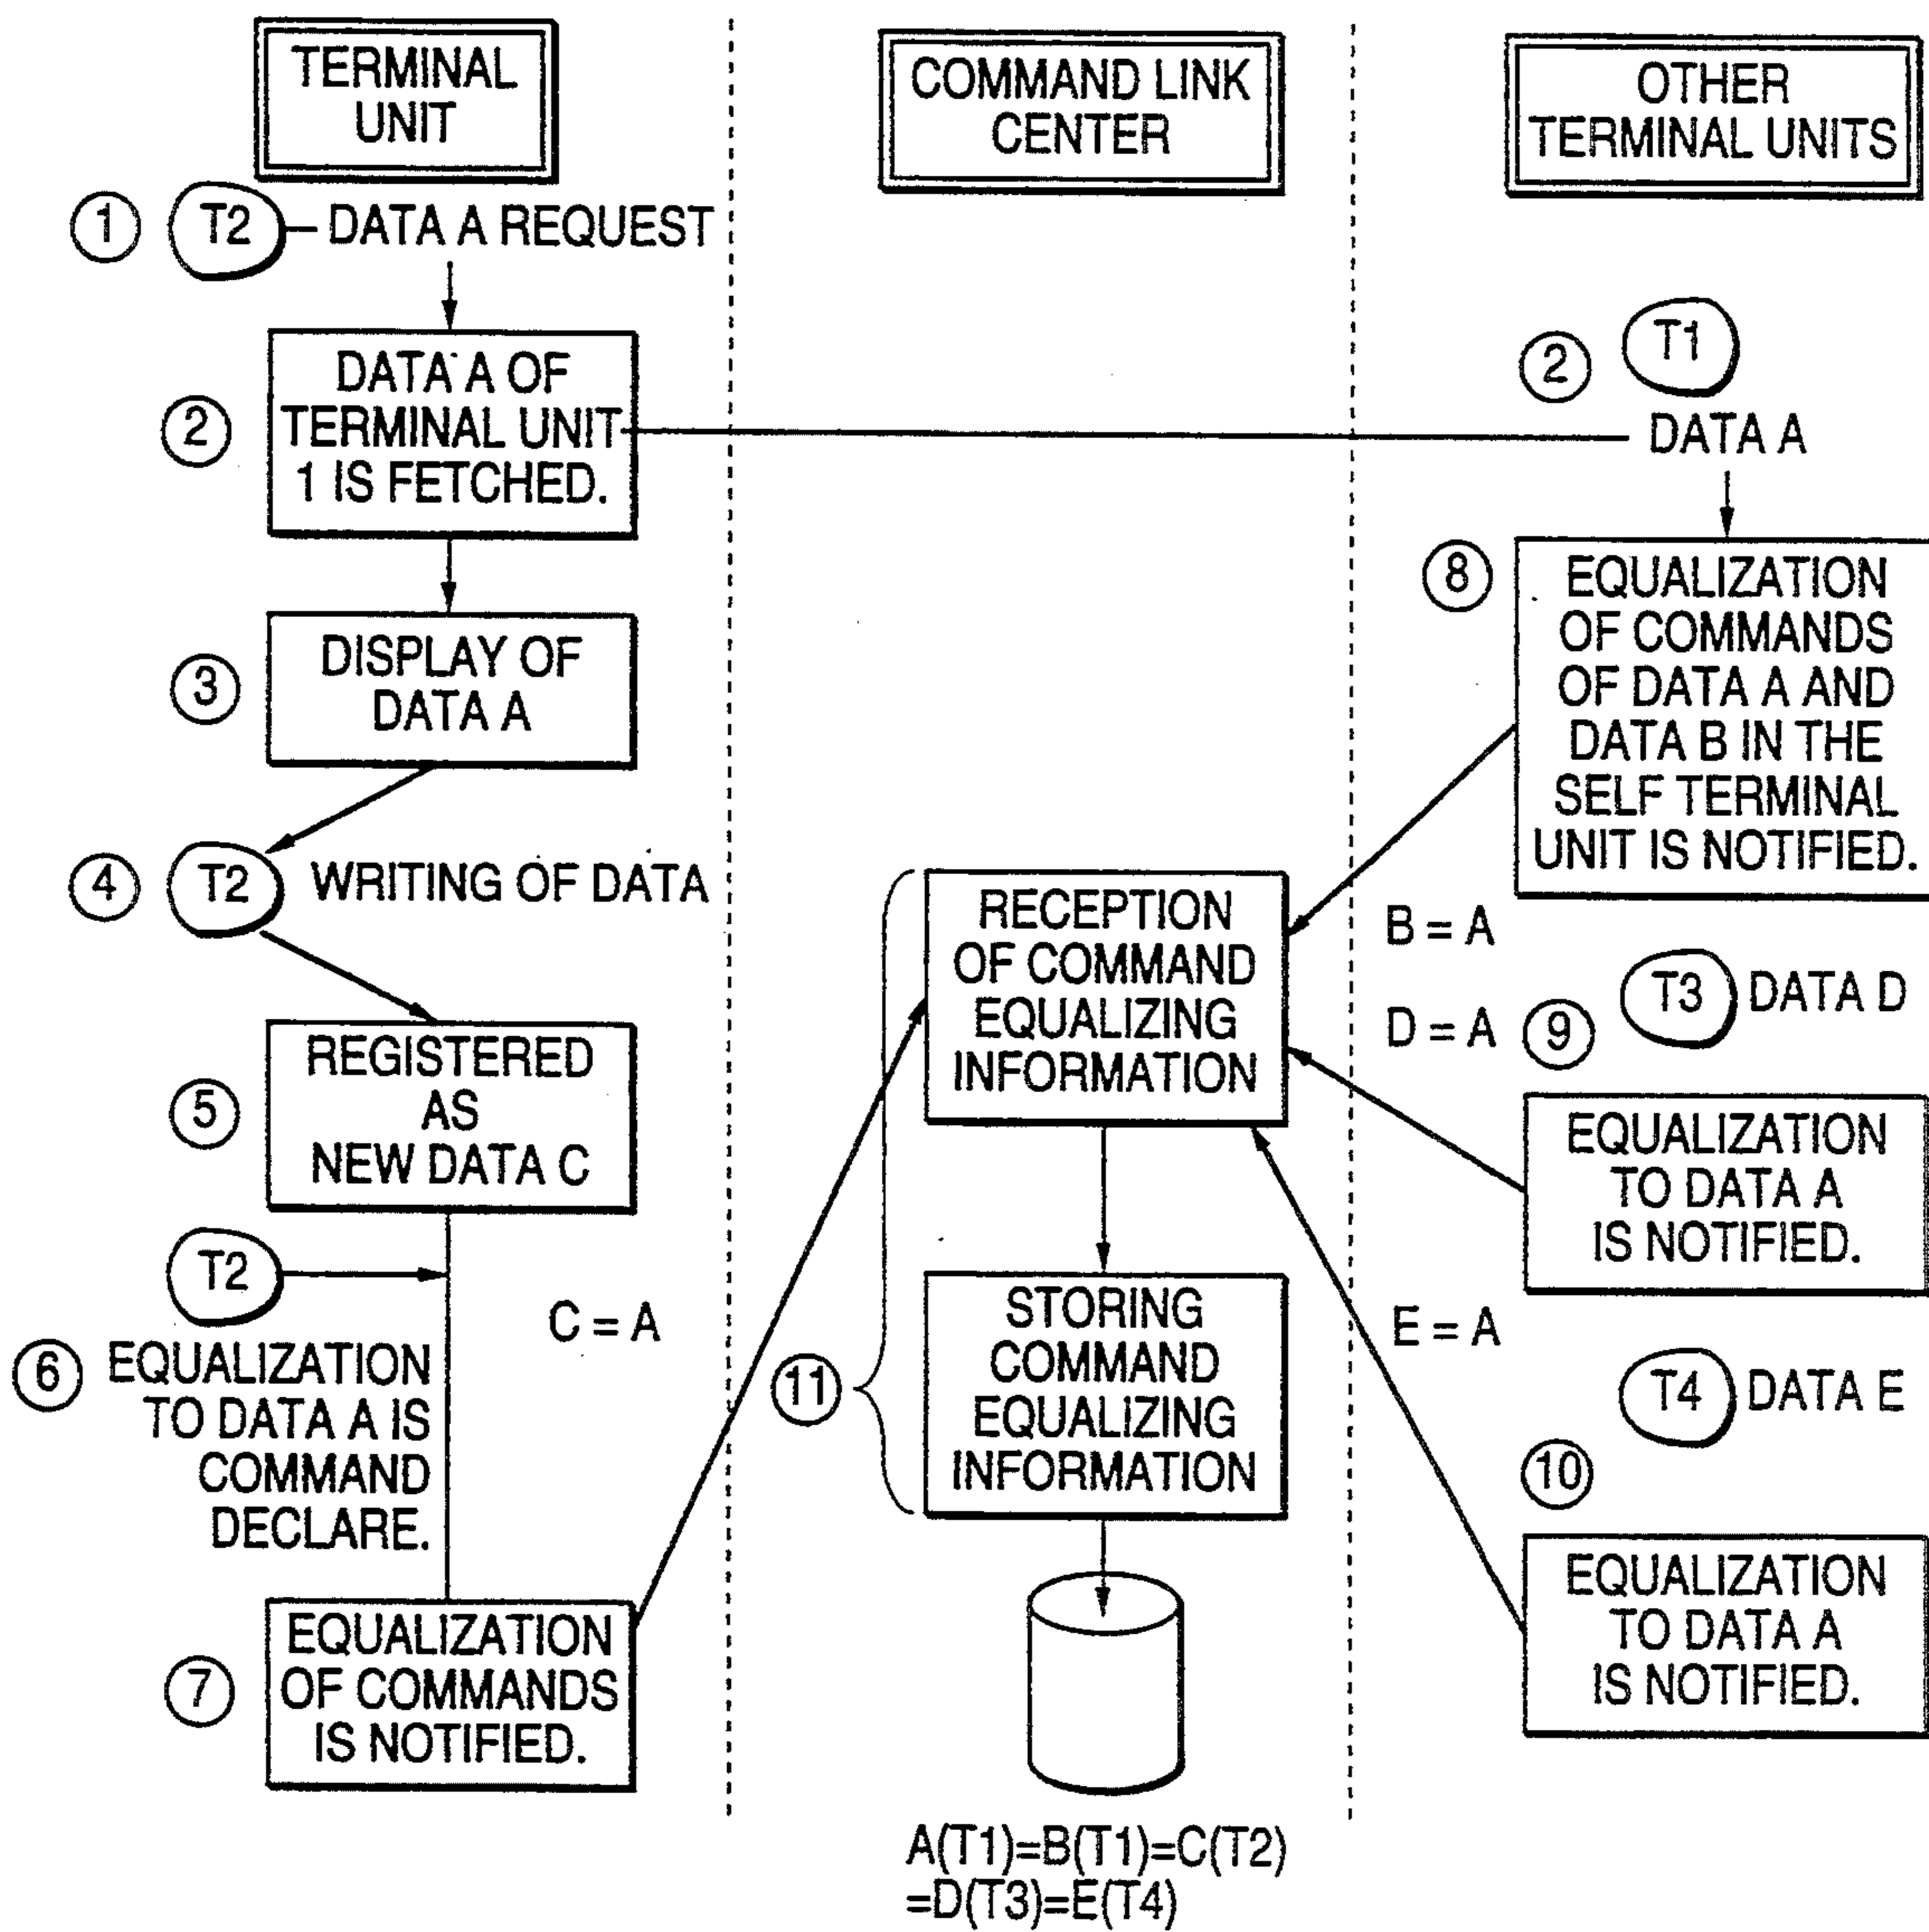 TERMINAL
UNIT
1
T2
DATA A REQUEST
2
DATA A OF
TERMINAL UNIT
1 IS FETCHED.
3
DISPLAY OF
DATA A
4
T2
WRITING OF DATA
5
REGISTERED
AS
NEW DATA C
T2
C = A
6
EQUALIZATION
TO DATA A IS
COMMAND
DECLARE.
7
EQUALIZATION
OF COMMANDS
IS NOTIFIED.
COMMAND LINK
CENTER
RECEPTION
OF COMMAND
EQUALIZING
INFORMATION
11
STORING
COMMAND
EQUALIZING
INFORMATION
A(T1)=B(T1)=C(T2)
=D(T3)=E(T4)
OTHER
TERMINAL UNITS
2
T1
DATA A
8
EQUALIZATION
OF COMMANDS
OF DATA A AND
DATA B IN THE
SELF TERMINAL
UNIT IS NOTIFIED.
B = A
T3
DATA D
D = A
9
EQUALIZATION
TO DATA A
IS NOTIFIED.
E = A
T4
DATA E
10
EQUALIZATION
TO DATA A
IS NOTIFIED.